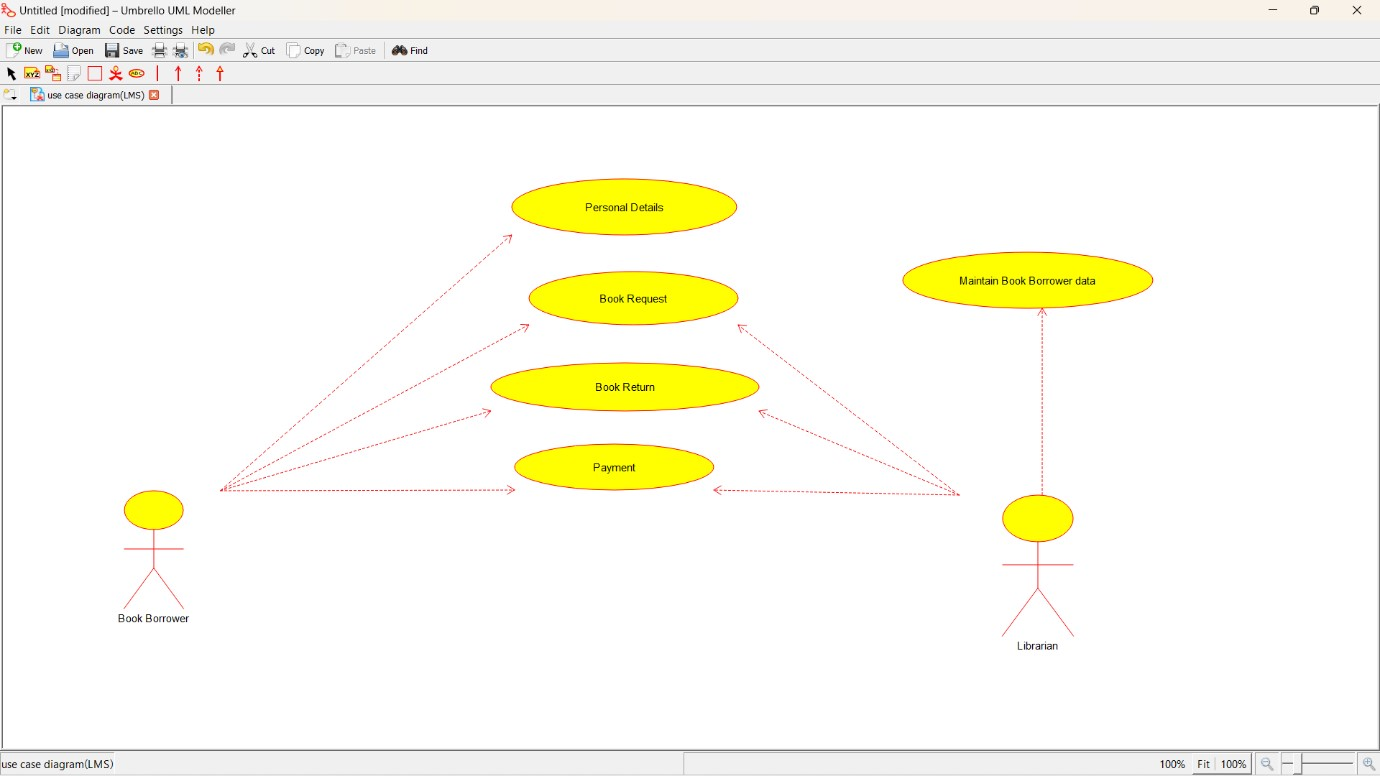 Untitled [modified] – Umbrello UML Modeller
File Edit Diagram Code Settings Help
New Open Save Cut Copy Paste Find
XYZ ABC
use case diagram(LMS)
Personal Details
Maintain Book Borrower data
Book Request
Book Return
Payment
Book Borrower
Librarian
use case diagram(LMS) 100% Fit 100%